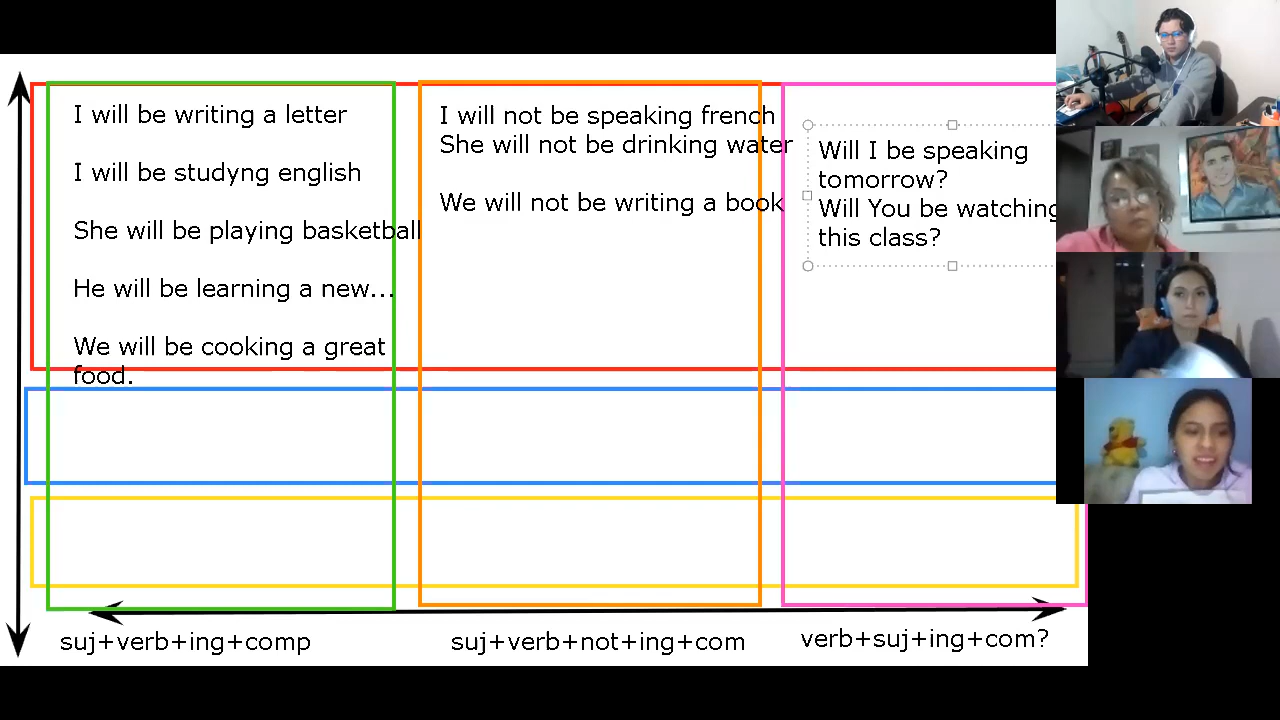 I will be writing a letter
I will be studyng english
She will be playing basketball
He will be learning a new...
We will be cooking a great
food.
I will not be speaking french
She will not be drinking water
We will not be writing a book
Will I be speaking
tomorrow?
Will You be watching
this class?
suj+verb+ing+comp
suj+verb+not+ing+com
verb+suj+ing+com?